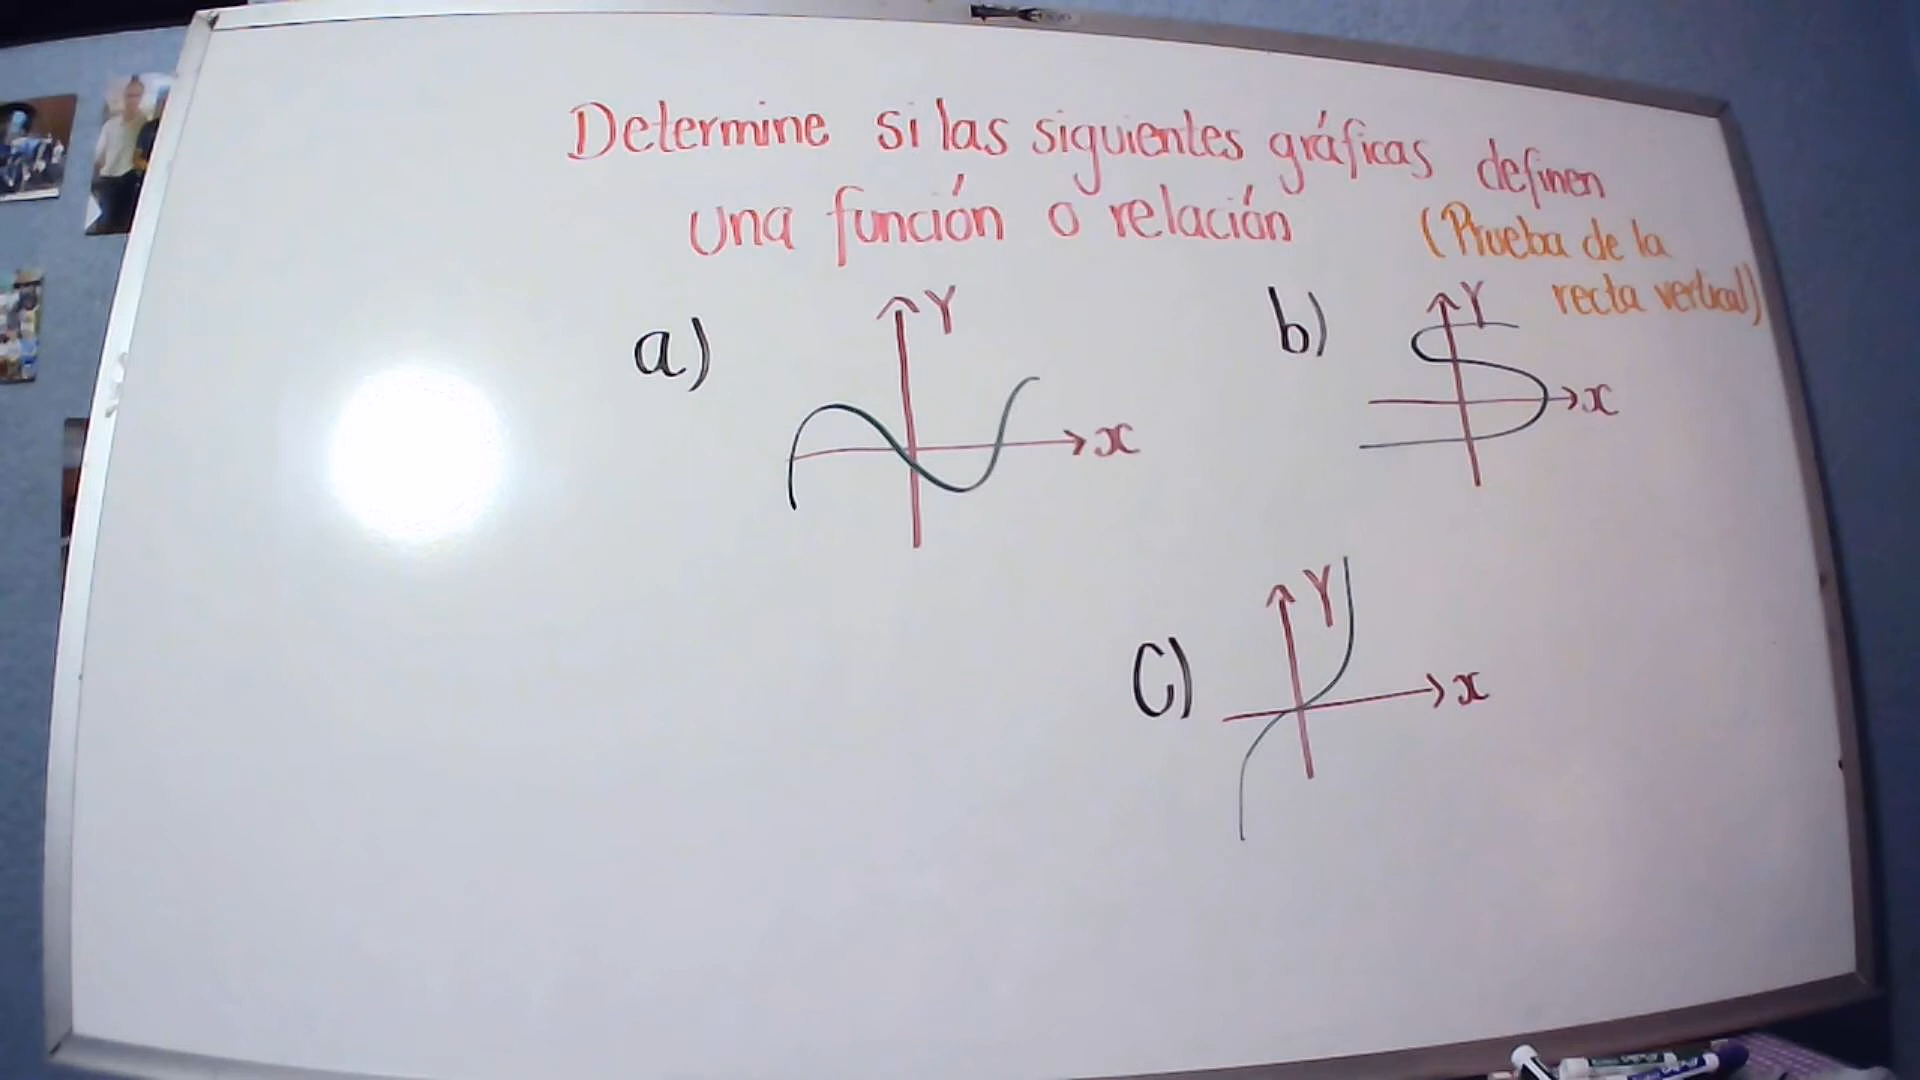 Determine si las siguientes gráficas definen
una función o relación
(Prueba de la
recta vertical)
a)
Y
x
b)
Y
x
c)
Y
x